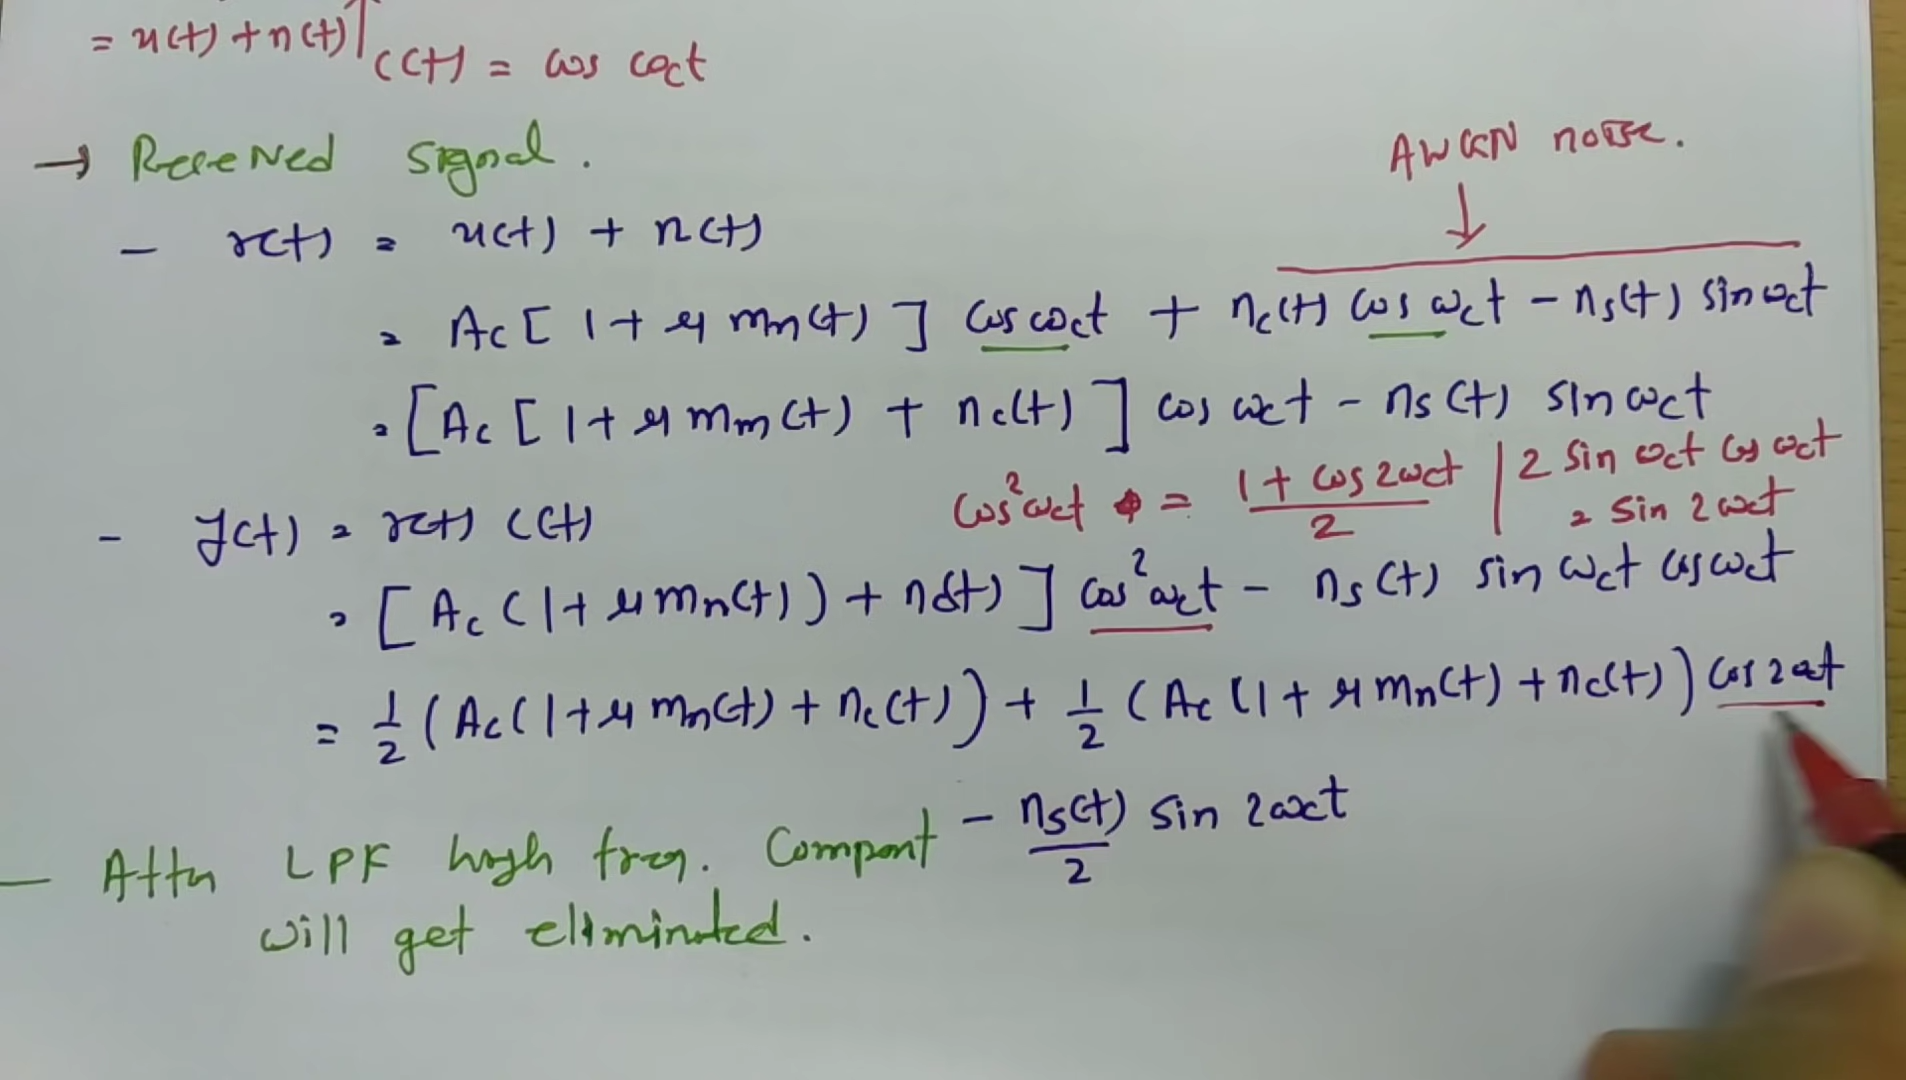 = x(t) + n(t)
c(t) = cos ωct
→ Received signal.
AWGN noise.
- r(t) = x(t) + n(t)
= Ac [ 1 + μ mn(t) ] cos ωct + nc(t) cos ωct - ns(t) sin ωct
= [ Ac [ 1 + μ mn(t) + nc(t) ] cos ωct - ns(t) sin ωct
cos²ωct = 1 + cos 2ωct / 2 | 2 sin ωct cos ωct
= sin 2ωct
- y(t) = r(t) c(t)
= [ Ac ( 1 + μ mn(t) ) + nc(t) ] cos²ωct - ns(t) sin ωct cos ωct
= 1/2 ( Ac ( 1 + μ mn(t) + nc(t) ) + 1/2 ( Ac ( 1 + μ mn(t) + nc(t) ) cos 2ωct
- ns(t)/2 sin 2ωct
- After LPF high freq. Compont
will get eliminated.